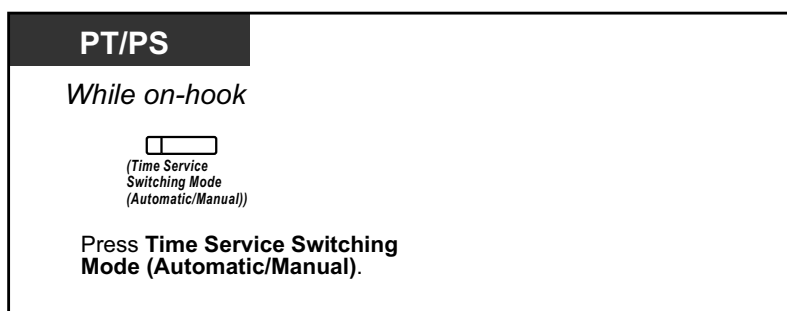 PT/PS
While on-hook
(Time Service
Switching Mode
(Automatic/Manual))
Press Time Service Switching
Mode (Automatic/Manual).